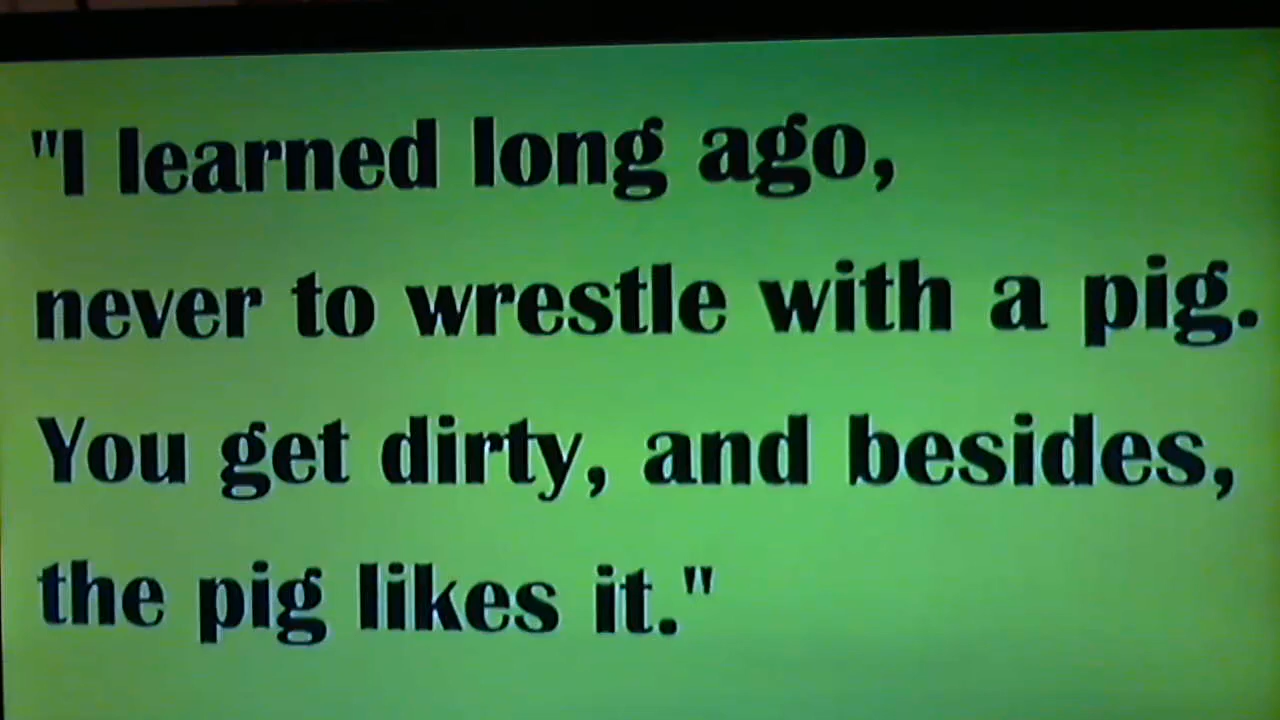 "I learned long ago,
never to wrestle with a pig.
You get dirty, and besides,
the pig likes it."